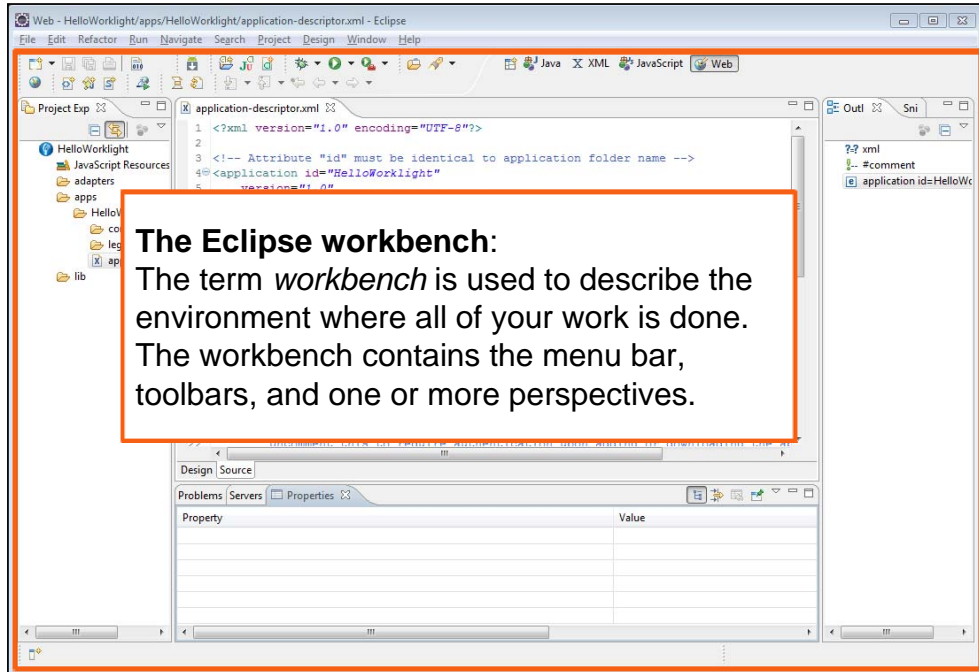 Web - HelloWorklight/apps/HelloWorklight/application-descriptor.xml - Eclipse
File Edit Refactor Run Navigate Search Project Design Window Help
Java XML JavaScript Web
Project Exp
HelloWorklight
JavaScript Resources
adapters
apps
lib
application-descriptor.xml
1 <?xml version="1.0" encoding="UTF-8"?>
2
3 <!-- Attribute "id" must be identical to application folder name -->
4 <application id="HelloWorklight"
5 version="1.0"
The Eclipse workbench:
The term workbench is used to describe the
environment where all of your work is done.
The workbench contains the menu bar,
toolbars, and one or more perspectives.
Design Source
Problems Servers Properties
Property Value
Outl Sni
?-? xml
!-- #comment
e application id=HelloWo